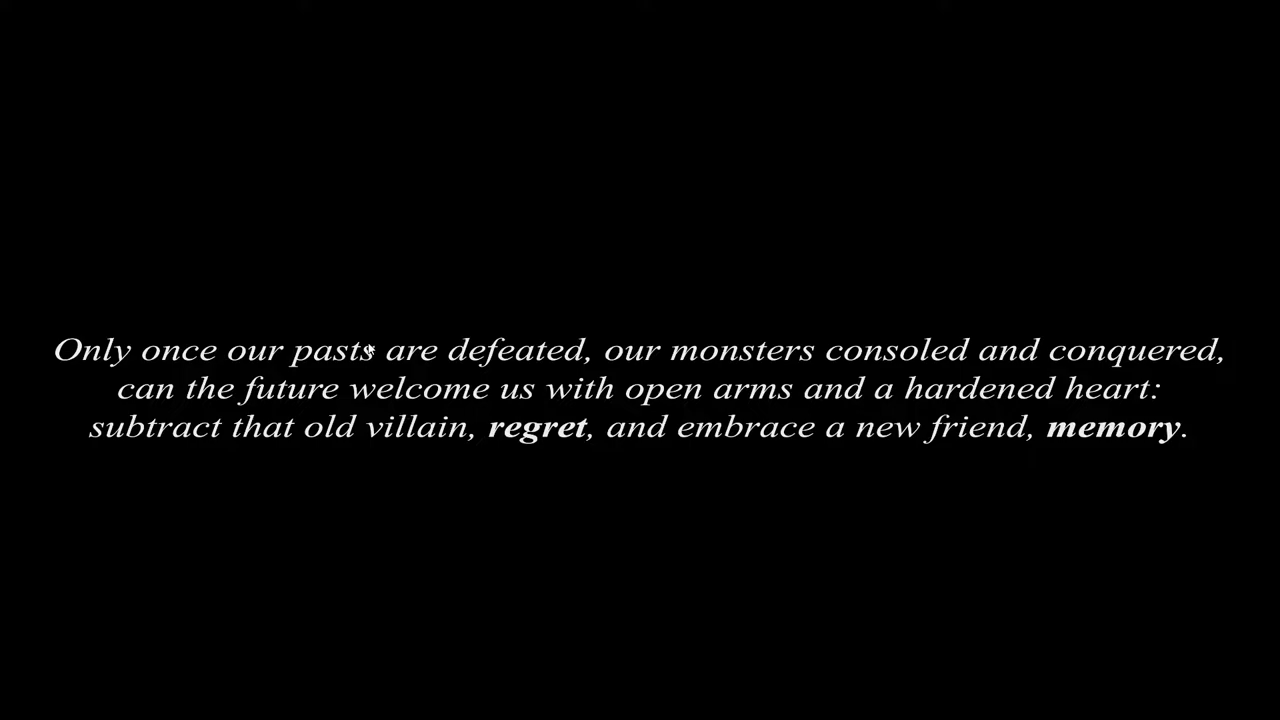 Only once our pasts are defeated, our monsters consoled and conquered,
can the future welcome us with open arms and a hardened heart:
subtract that old villain, regret, and embrace a new friend, memory.